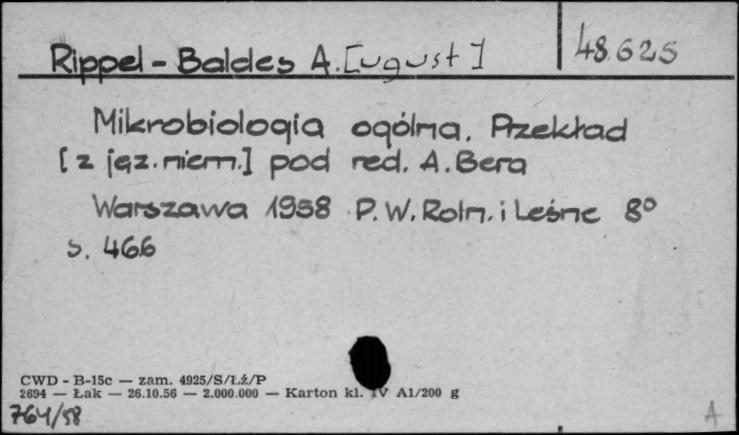 Rippel-Baldes A.[ugust]
48.625
Mikrobiologia ogólna. Przekład
[z jęz. niem.] pod red. A. Bera
Warszawa 1958 P.W. Roln. i Leśne 8°
s. 466
CWD - B-15c — zam. 4925/S/Łż/P
2694 — Łak — 26.10.56 — 2.000.000 — Karton kl. IV A1/200 g
764/58
A